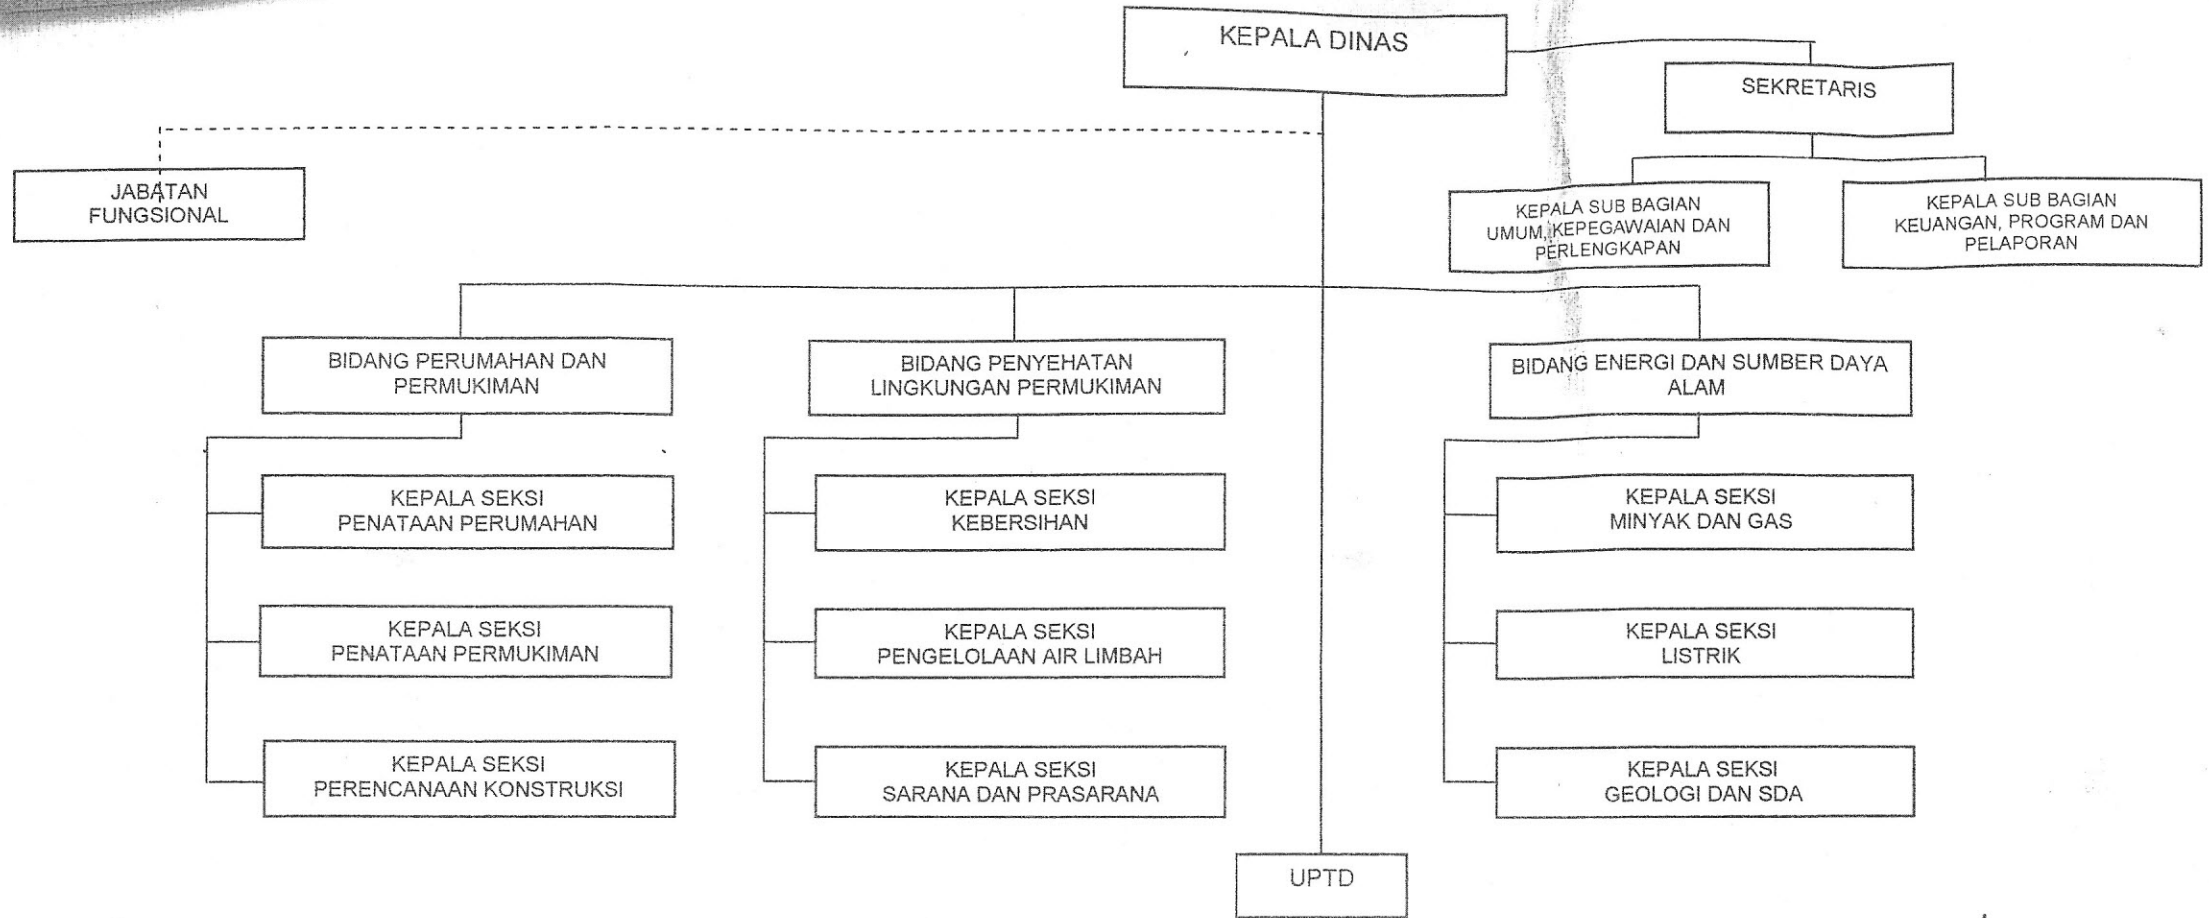 KEPALA DINAS
SEKRETARIS
JABATAN
FUNGSIONAL
KEPALA SUB BAGIAN
UMUM, KEPEGAWAIAN DAN
PERLENGKAPAN
KEPALA SUB BAGIAN
KEUANGAN, PROGRAM DAN
PELAPORAN
BIDANG PERUMAHAN DAN
PERMUKIMAN
BIDANG PENYEHATAN
LINGKUNGAN PERMUKIMAN
BIDANG ENERGI DAN SUMBER DAYA
ALAM
KEPALA SEKSI
PENATAAN PERUMAHAN
KEPALA SEKSI
KEBERSIHAN
KEPALA SEKSI
MINYAK DAN GAS
KEPALA SEKSI
PENATAAN PERMUKIMAN
KEPALA SEKSI
PENGELOLAAN AIR LIMBAH
KEPALA SEKSI
LISTRIK
KEPALA SEKSI
PERENCANAAN KONSTRUKSI
KEPALA SEKSI
SARANA DAN PRASARANA
KEPALA SEKSI
GEOLOGI DAN SDA
UPTD